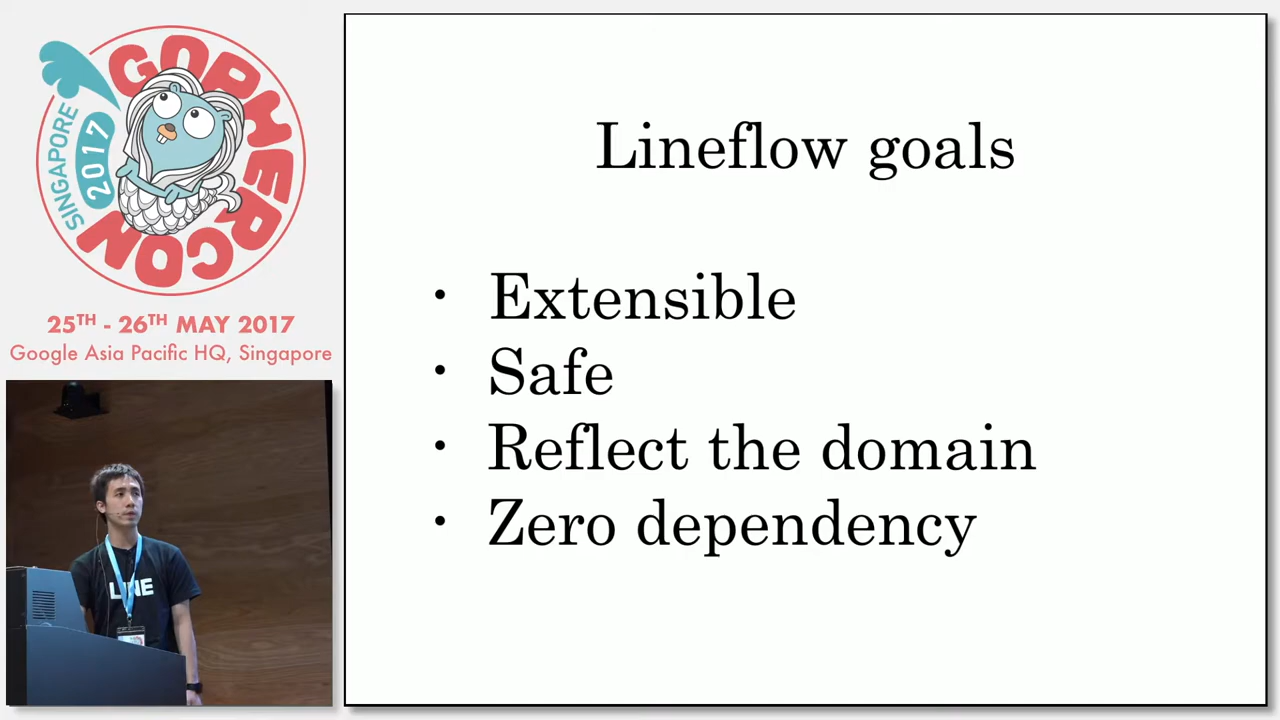 GOPHERCON
SINGAPORE
2017
25TH - 26TH MAY 2017
Google Asia Pacific HQ, Singapore
LINE
Lineflow goals
• Extensible
• Safe
• Reflect the domain
• Zero dependency